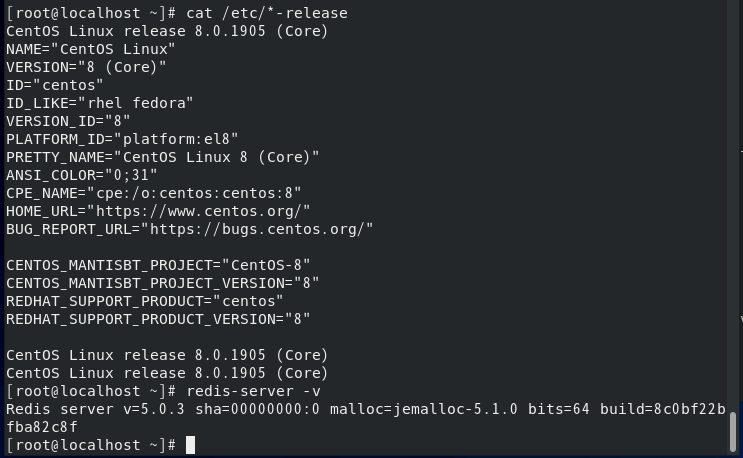 [root@localhost ~]# cat /etc/*-release
CentOS Linux release 8.0.1905 (Core)
NAME="CentOS Linux"
VERSION="8 (Core)"
ID="centos"
ID_LIKE="rhel fedora"
VERSION_ID="8"
PLATFORM_ID="platform:el8"
PRETTY_NAME="CentOS Linux 8 (Core)"
ANSI_COLOR="0;31"
CPE_NAME="cpe:/o:centos:centos:8"
HOME_URL="https://www.centos.org/"
BUG_REPORT_URL="https://bugs.centos.org/"

CENTOS_MANTISBT_PROJECT="CentOS-8"
CENTOS_MANTISBT_PROJECT_VERSION="8"
REDHAT_SUPPORT_PRODUCT="centos"
REDHAT_SUPPORT_PRODUCT_VERSION="8"

CentOS Linux release 8.0.1905 (Core)
CentOS Linux release 8.0.1905 (Core)
[root@localhost ~]# redis-server -v
Redis server v=5.0.3 sha=00000000:0 malloc=jemalloc-5.1.0 bits=64 build=8c0bf22b
fba82c8f
[root@localhost ~]#